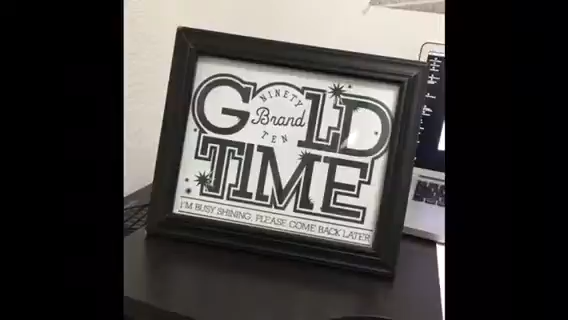 GOLD
NINETY
Brand
TEN
TIME
I'M BUSY SHINING. PLEASE COME BACK LATER